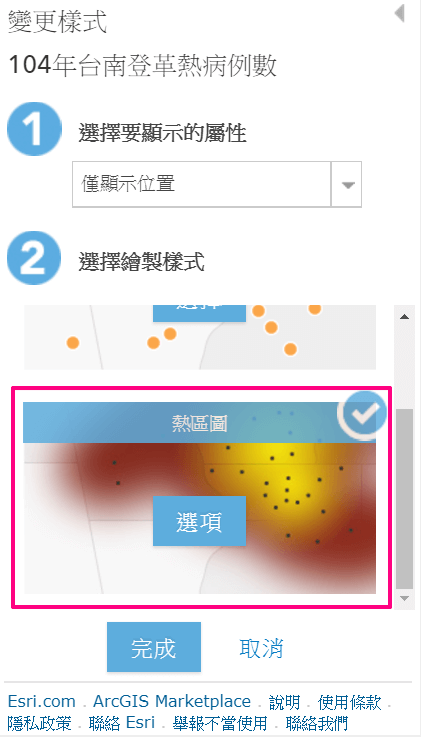 變更樣式
104年台南登革熱病例數
1 選擇要顯示的屬性
僅顯示位置
2 選擇繪製樣式
選擇
熱區圖
選項
完成 取消
Esri.com . ArcGIS Marketplace . 說明 . 使用條款 .
隱私政策 . 聯絡 Esri . 舉報不當使用 . 聯絡我們